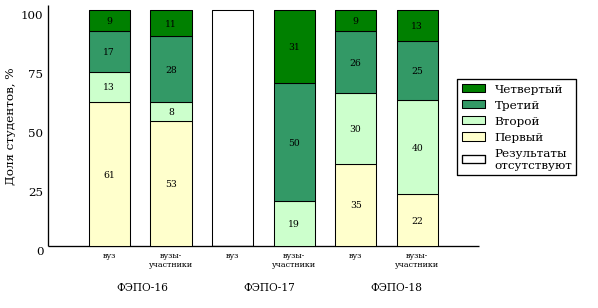 100
75
50
25
0
Доля студентов, %
9
17
13
61
11
28
8
53
31
50
19
9
26
30
35
13
25
40
22
вуз
вузы-
участники
вуз
вузы-
участники
вуз
вузы-
участники
ФЭПО-16
ФЭПО-17
ФЭПО-18
Четвертый
Третий
Второй
Первый
Результаты
отсутствуют